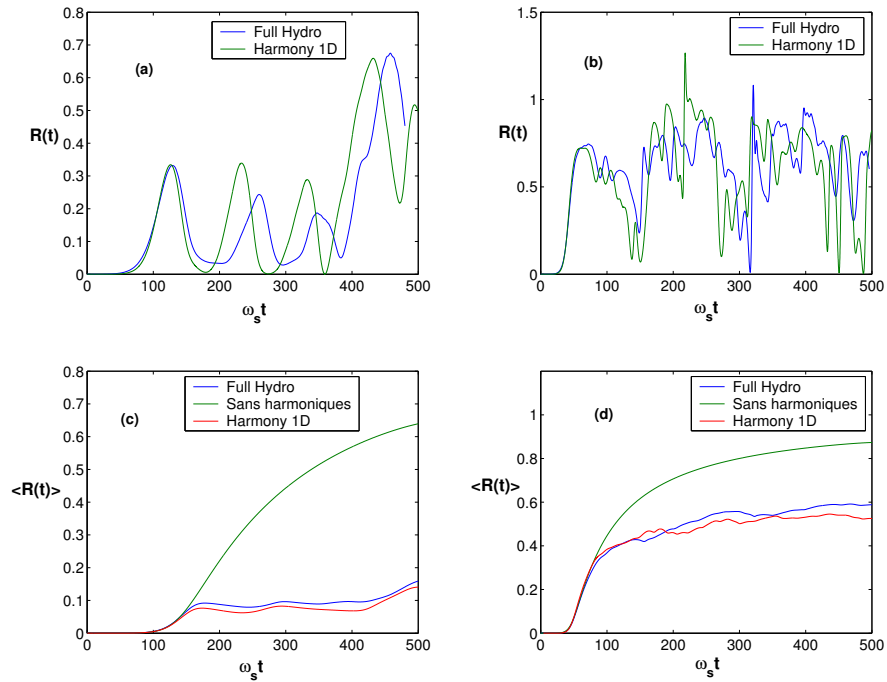 0.8
0.7
0.6
0.5
0.4
0.3
0.2
0.1
0
R(t)
(a)
Full Hydro
Harmony 1D
0 100 200 300 400 500
ω_s t
1.5
1
0.5
0
R(t)
(b)
Full Hydro
Harmony 1D
0 100 200 300 400 500
ω_s t
0.8
0.7
0.6
0.5
0.4
0.3
0.2
0.1
0
<R(t)>
(c)
Full Hydro
Sans harmoniques
Harmony 1D
0 100 200 300 400 500
ω_s t
1
0.8
0.6
0.4
0.2
0
<R(t)>
(d)
Full Hydro
Sans harmoniques
Harmony 1D
0 100 200 300 400 500
ω_s t